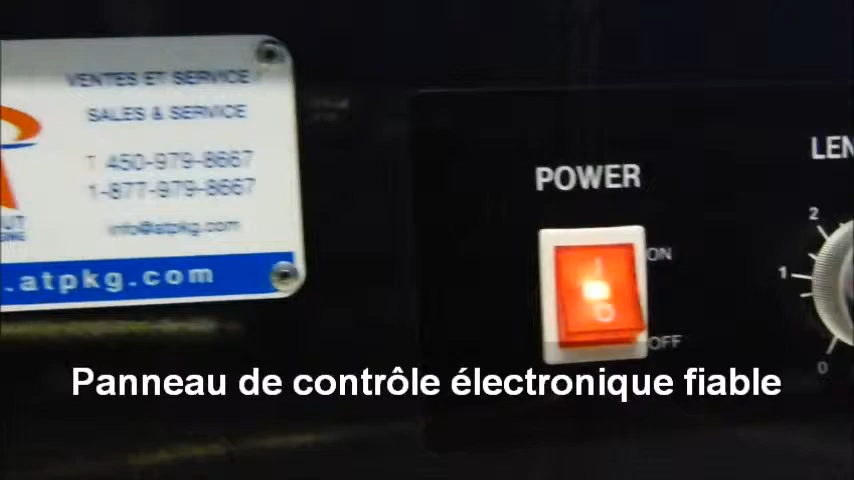 VENTES ET SERVICE
SALES & SERVICE
T 450-979-8667
1-877-979-8667
info@atpkg.com
.atpkg.com
POWER
ON
OFF
LEN
2
1
0
Panneau de contrôle électronique fiable